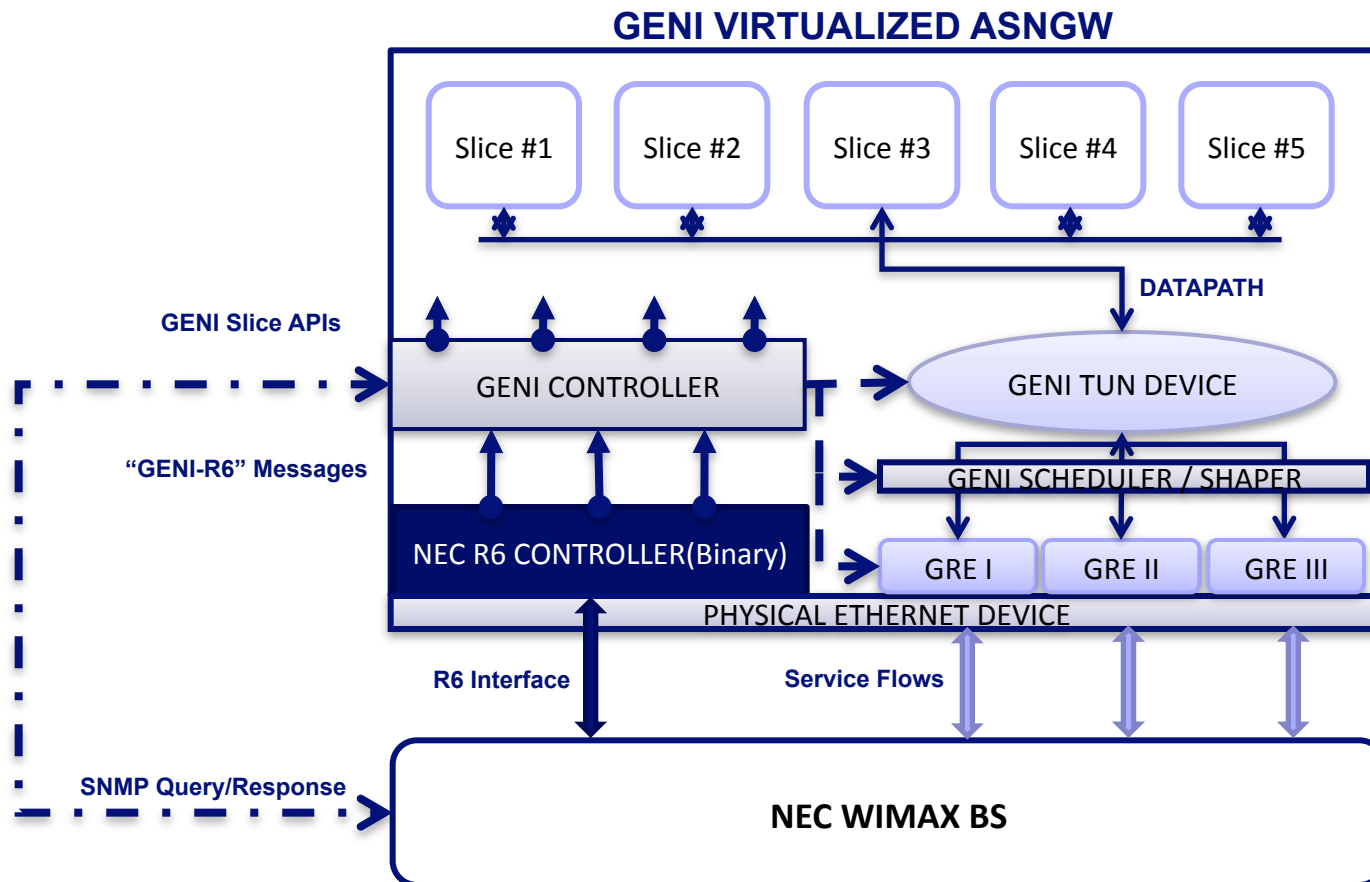 GENI VIRTUALIZED ASNGW
Slice #1
Slice #2
Slice #3
Slice #4
Slice #5
DATAPATH
GENI Slice APIs
GENI CONTROLLER
GENI TUN DEVICE
“GENI-R6” Messages
GENI SCHEDULER / SHAPER
NEC R6 CONTROLLER(Binary)
GRE I
GRE II
GRE III
PHYSICAL ETHERNET DEVICE
R6 Interface
Service Flows
SNMP Query/Response
NEC WIMAX BS